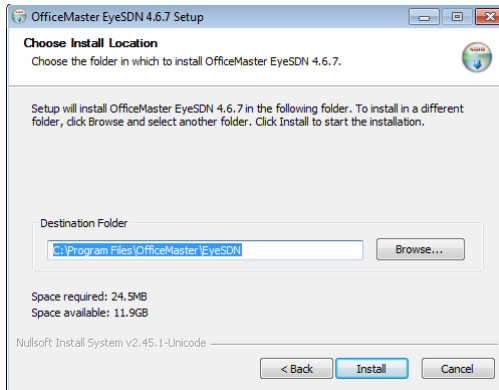 OfficeMaster EyeSDN 4.6.7 Setup
Choose Install Location
Choose the folder in which to install OfficeMaster EyeSDN 4.6.7.
Setup will install OfficeMaster EyeSDN 4.6.7 in the following folder. To install in a different
folder, click Browse and select another folder. Click Install to start the installation.
Destination Folder
C:\Program Files\OfficeMaster\EyeSDN
Browse...
Space required: 24.5MB
Space available: 11.9GB
Nullsoft Install System v2.45.1-Unicode
< Back
Install
Cancel